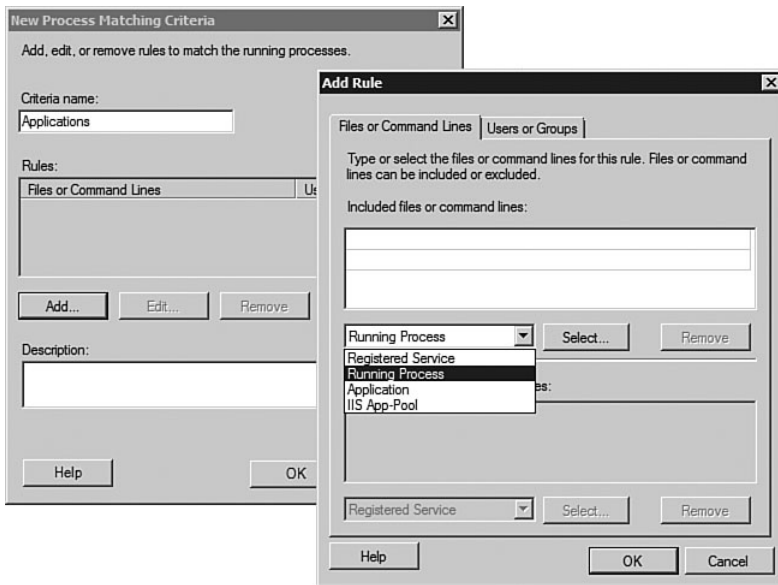 New Process Matching Criteria
Add, edit, or remove rules to match the running processes.
Criteria name:
Applications
Rules:
Files or Command Lines
Add...
Edit...
Remove
Description:
Help
OK
Add Rule
Files or Command Lines
Users or Groups
Type or select the files or command lines for this rule. Files or command
lines can be included or excluded.
Included files or command lines:
Running Process
Select...
Remove
Registered Service
Running Process
Application
IIS App-Pool
Registered Service
Select...
Remove
Help
OK
Cancel